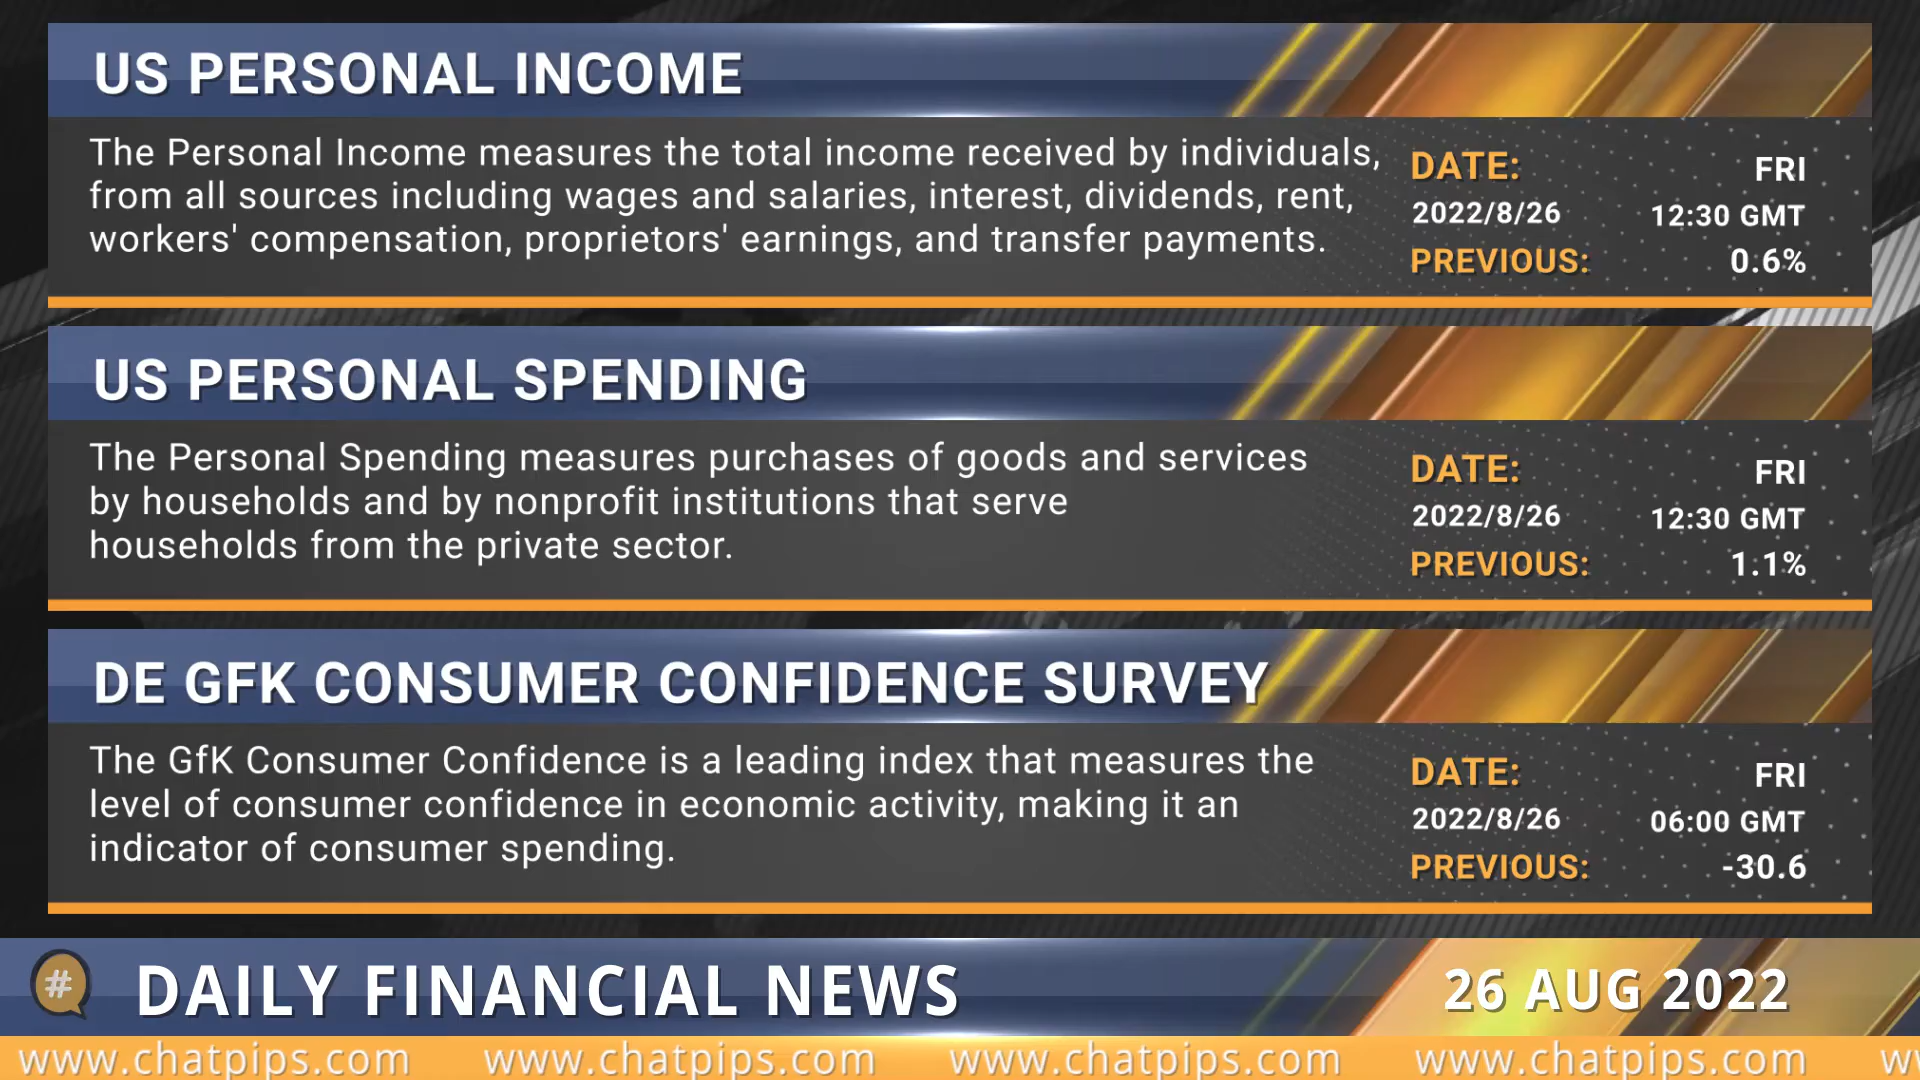 US PERSONAL INCOME
The Personal Income measures the total income received by individuals,
from all sources including wages and salaries, interest, dividends, rent,
workers' compensation, proprietors' earnings, and transfer payments.
DATE: FRI
2022/8/26 12:30 GMT
PREVIOUS: 0.6%
US PERSONAL SPENDING
The Personal Spending measures purchases of goods and services
by households and by nonprofit institutions that serve
households from the private sector.
DATE: FRI
2022/8/26 12:30 GMT
PREVIOUS: 1.1%
DE GFK CONSUMER CONFIDENCE SURVEY
The GfK Consumer Confidence is a leading index that measures the
level of consumer confidence in economic activity, making it an
indicator of consumer spending.
DATE: FRI
2022/8/26 06:00 GMT
PREVIOUS: -30.6
# DAILY FINANCIAL NEWS 26 AUG 2022
www.chatpips.com www.chatpips.com www.chatpips.com www.chatpips.com